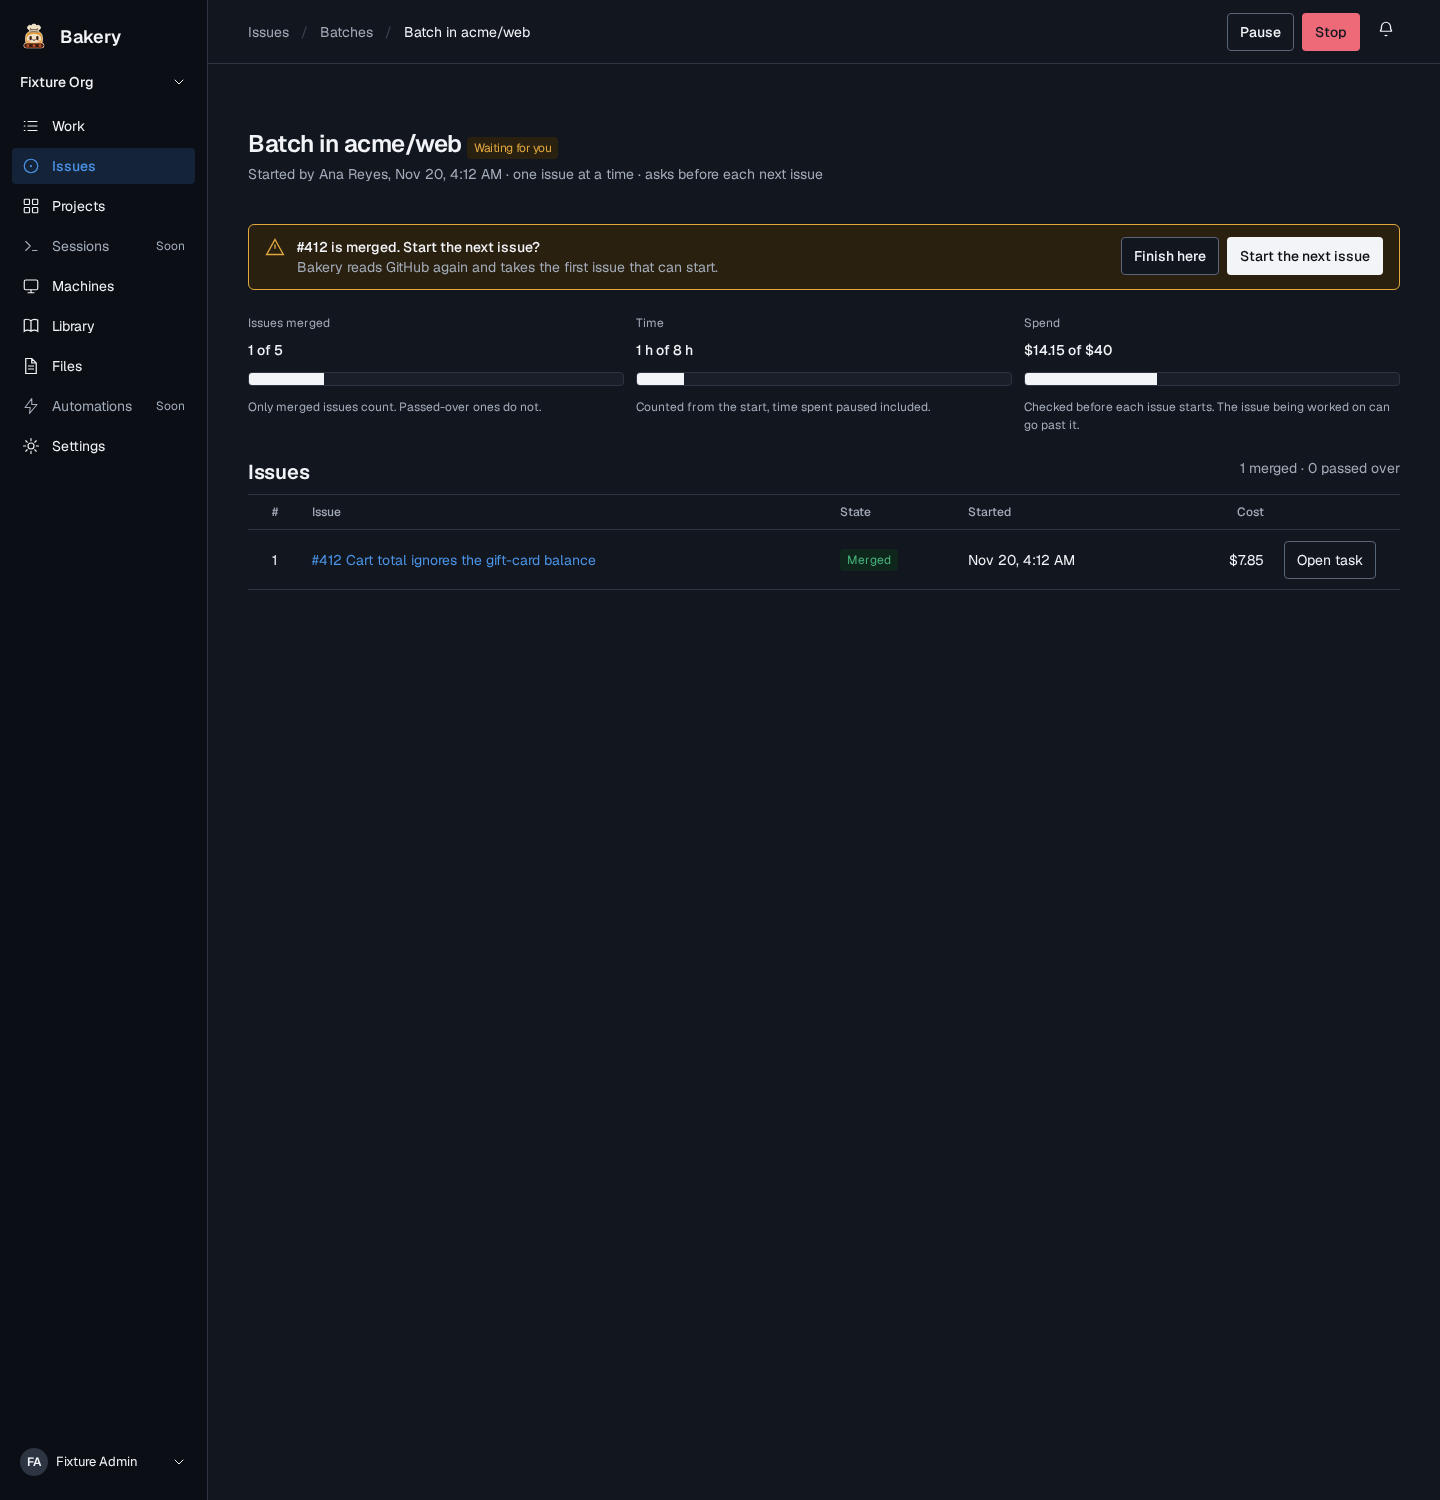 Bakery
Fixture Org
Work
Issues
Projects
Sessions Soon
Machines
Library
Files
Automations Soon
Settings
FA Fixture Admin
Issues / Batches / Batch in acme/web
Pause Stop
Batch in acme/web Waiting for you
Started by Ana Reyes, Nov 20, 4:12 AM · one issue at a time · asks before each next issue
#412 is merged. Start the next issue?
Bakery reads GitHub again and takes the first issue that can start.
Finish here Start the next issue
Issues merged
1 of 5
Only merged issues count. Passed-over ones do not.
Time
1 h of 8 h
Counted from the start, time spent paused included.
Spend
$14.15 of $40
Checked before each issue starts. The issue being worked on can
go past it.
Issues
1 merged · 0 passed over
# Issue State Started Cost
1 #412 Cart total ignores the gift-card balance Merged Nov 20, 4:12 AM $7.85 Open task